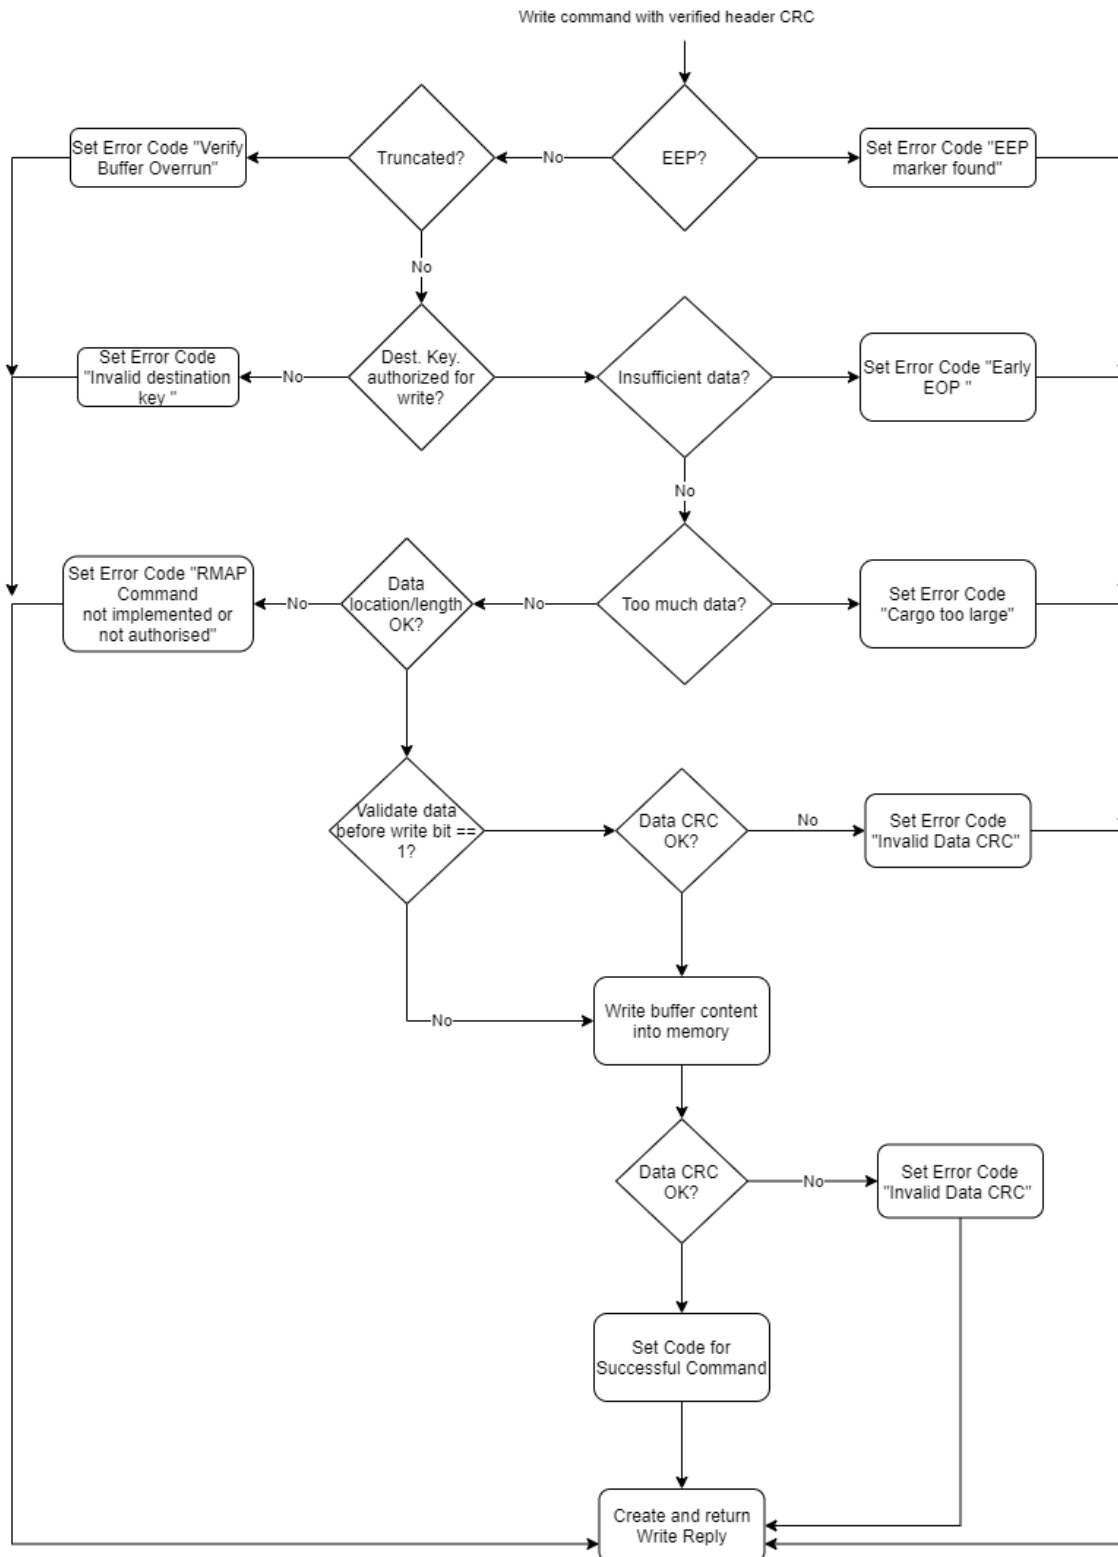 Write command with verified header CRC
Set Error Code "Verify
Buffer Overrun"
Truncated?
No
EEP?
Set Error Code "EEP
marker found"
No
Set Error Code
"Invalid destination
key "
No
Dest. Key.
authorized for
write?
Insufficient data?
Set Error Code "Early
EOP "
No
Set Error Code "RMAP
Command
not implemented or
not authorised"
No
Data
location/length
OK?
No
Too much data?
Set Error Code
"Cargo too large"
Validate data
before write bit ==
1?
Data CRC
OK?
No
Set Error Code
"Invalid Data CRC"
No
Write buffer content
into memory
Data CRC
OK?
No
Set Error Code
"Invalid Data CRC"
Set Code for
Successful Command
Create and return
Write Reply